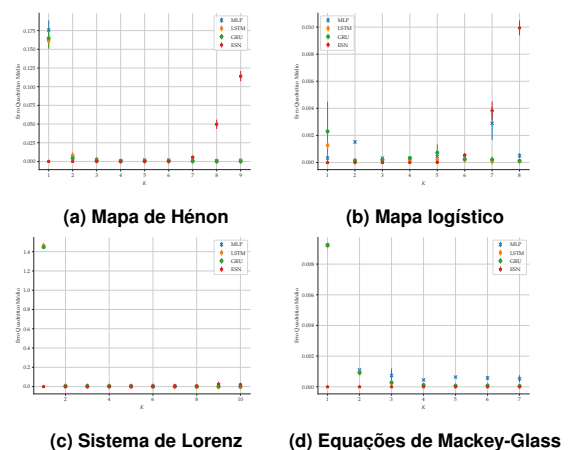 0.175
0.150
0.125
0.100
0.075
0.050
0.025
0.000
Erro Quadrático Médio
MLP
LSTM
GRU
ESN
1 2 3 4 5 6 7 8 9
K
(a) Mapa de Hénon
0.010
0.008
0.006
0.004
0.002
0.000
Erro Quadrático Médio
MLP
LSTM
GRU
ESN
1 2 3 4 5 6 7 8
K
(b) Mapa logístico
1.4
1.2
1.0
0.8
0.6
0.4
0.2
0.0
Erro Quadrático Médio
MLP
LSTM
GRU
ESN
2 4 6 8 10
K
(c) Sistema de Lorenz
0.008
0.006
0.004
0.002
0.000
Erro Quadrático Médio
MLP
LSTM
GRU
ESN
1 2 3 4 5 6 7
K
(d) Equações de Mackey-Glass